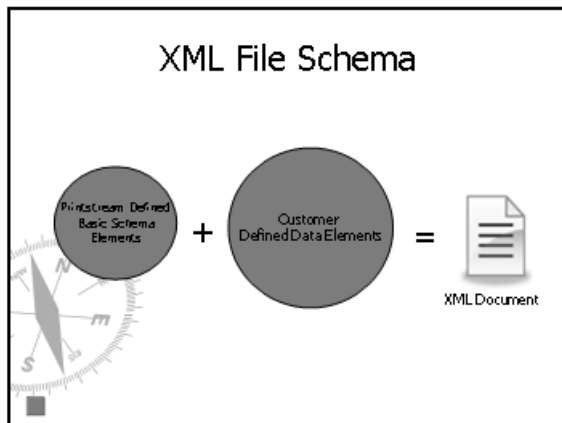 XML File Schema
Printstream Defined
Basic Schema
Elements
+
Customer
Defined Data Elements
=
XML Document
N
E
S